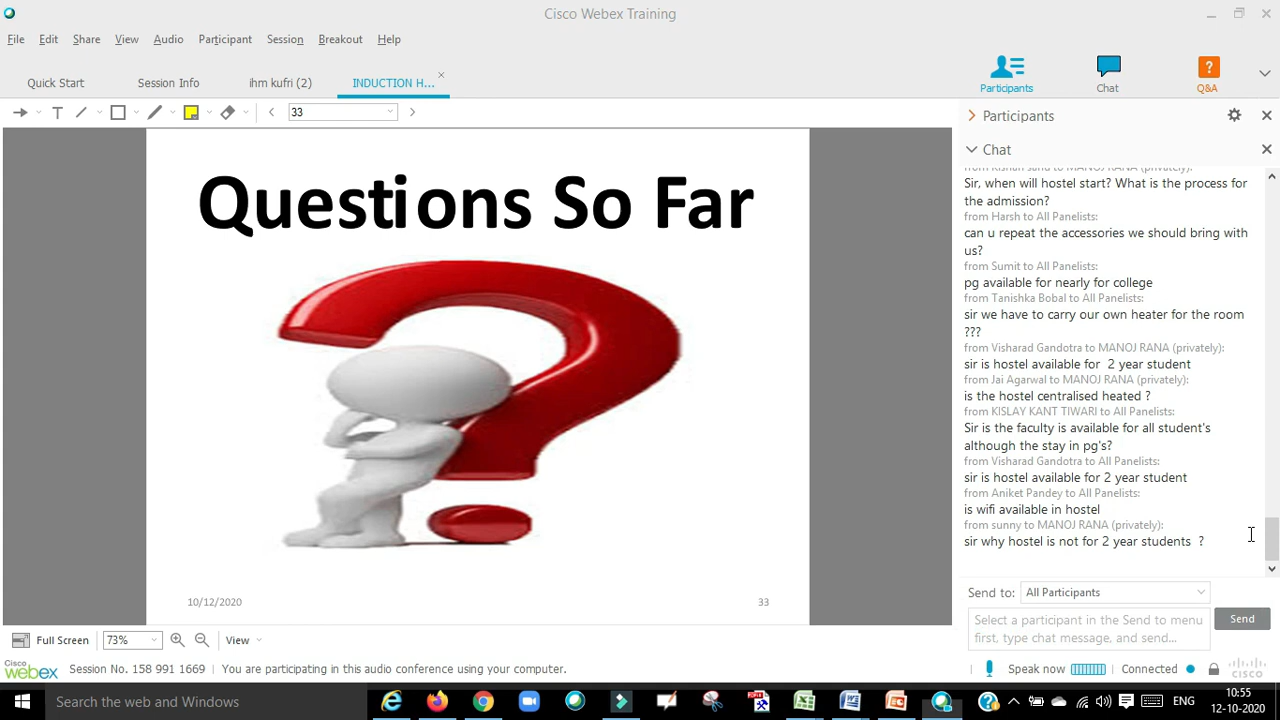 Cisco Webex Training
File Edit Share View Audio Participant Session Breakout Help
Quick Start Session Info ihm kufri (2) INDUCTION H...
Participants Chat Q&A
T 33
Participants
Chat
Questions So Far
10/12/2020 33
from Kishan sand to MANOJ RANA (privately):
Sir, when will hostel start? What is the process for
the admission?
from Harsh to All Panelists:
can u repeat the accessories we should bring with
us?
from Sumit to All Panelists:
pg available for nearly for college
from Tanishka Bobal to All Panelists:
sir we have to carry our own heater for the room
???
from Visharad Gandotra to MANOJ RANA (privately):
sir is hostel available for 2 year student
from Jai Agarwal to MANOJ RANA (privately):
is the hostel centralised heated ?
from KISLAY KANT TIWARI to All Panelists:
Sir is the faculty is available for all student's
although the stay in pg's?
from Visharad Gandotra to All Panelists:
sir is hostel available for 2 year student
from Aniket Pandey to All Panelists:
is wifi available in hostel
from sunny to MANOJ RANA (privately):
sir why hostel is not for 2 year students ?
Send to: All Participants
Select a participant in the Send to menu
first, type chat message, and send...
Send
Full Screen 73% View
Cisco
webex Session No. 158 991 1669 You are participating in this audio conference using your computer.
Speak now Connected
cisco
Search the web and Windows
ENG
10:55
12-10-2020